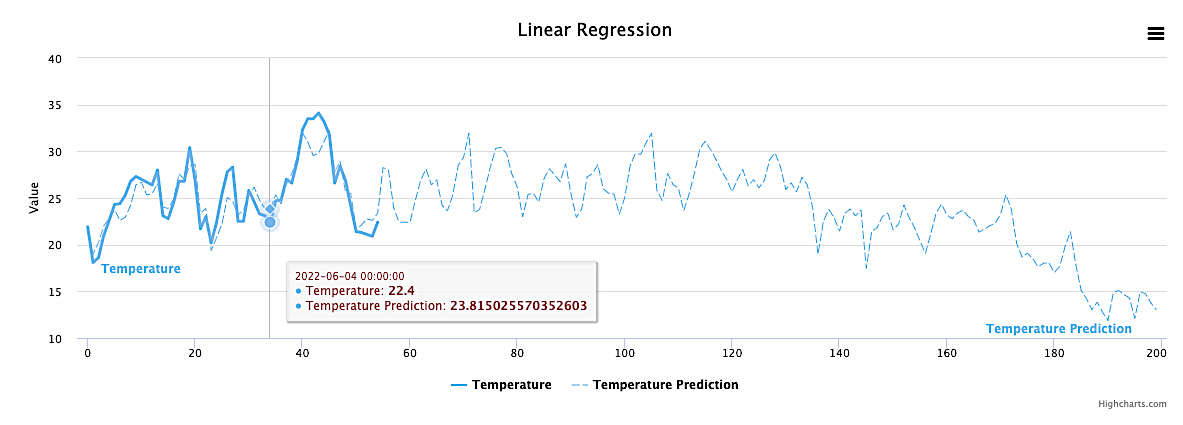 Linear Regression
40
35
30
25
20
15
10
Value
Temperature
2022-06-04 00:00:00
● Temperature: 22.4
● Temperature Prediction: 23.815025570352603
Temperature Prediction
0 20 40 60 80 100 120 140 160 180 200
Temperature Temperature Prediction
Highcharts.com